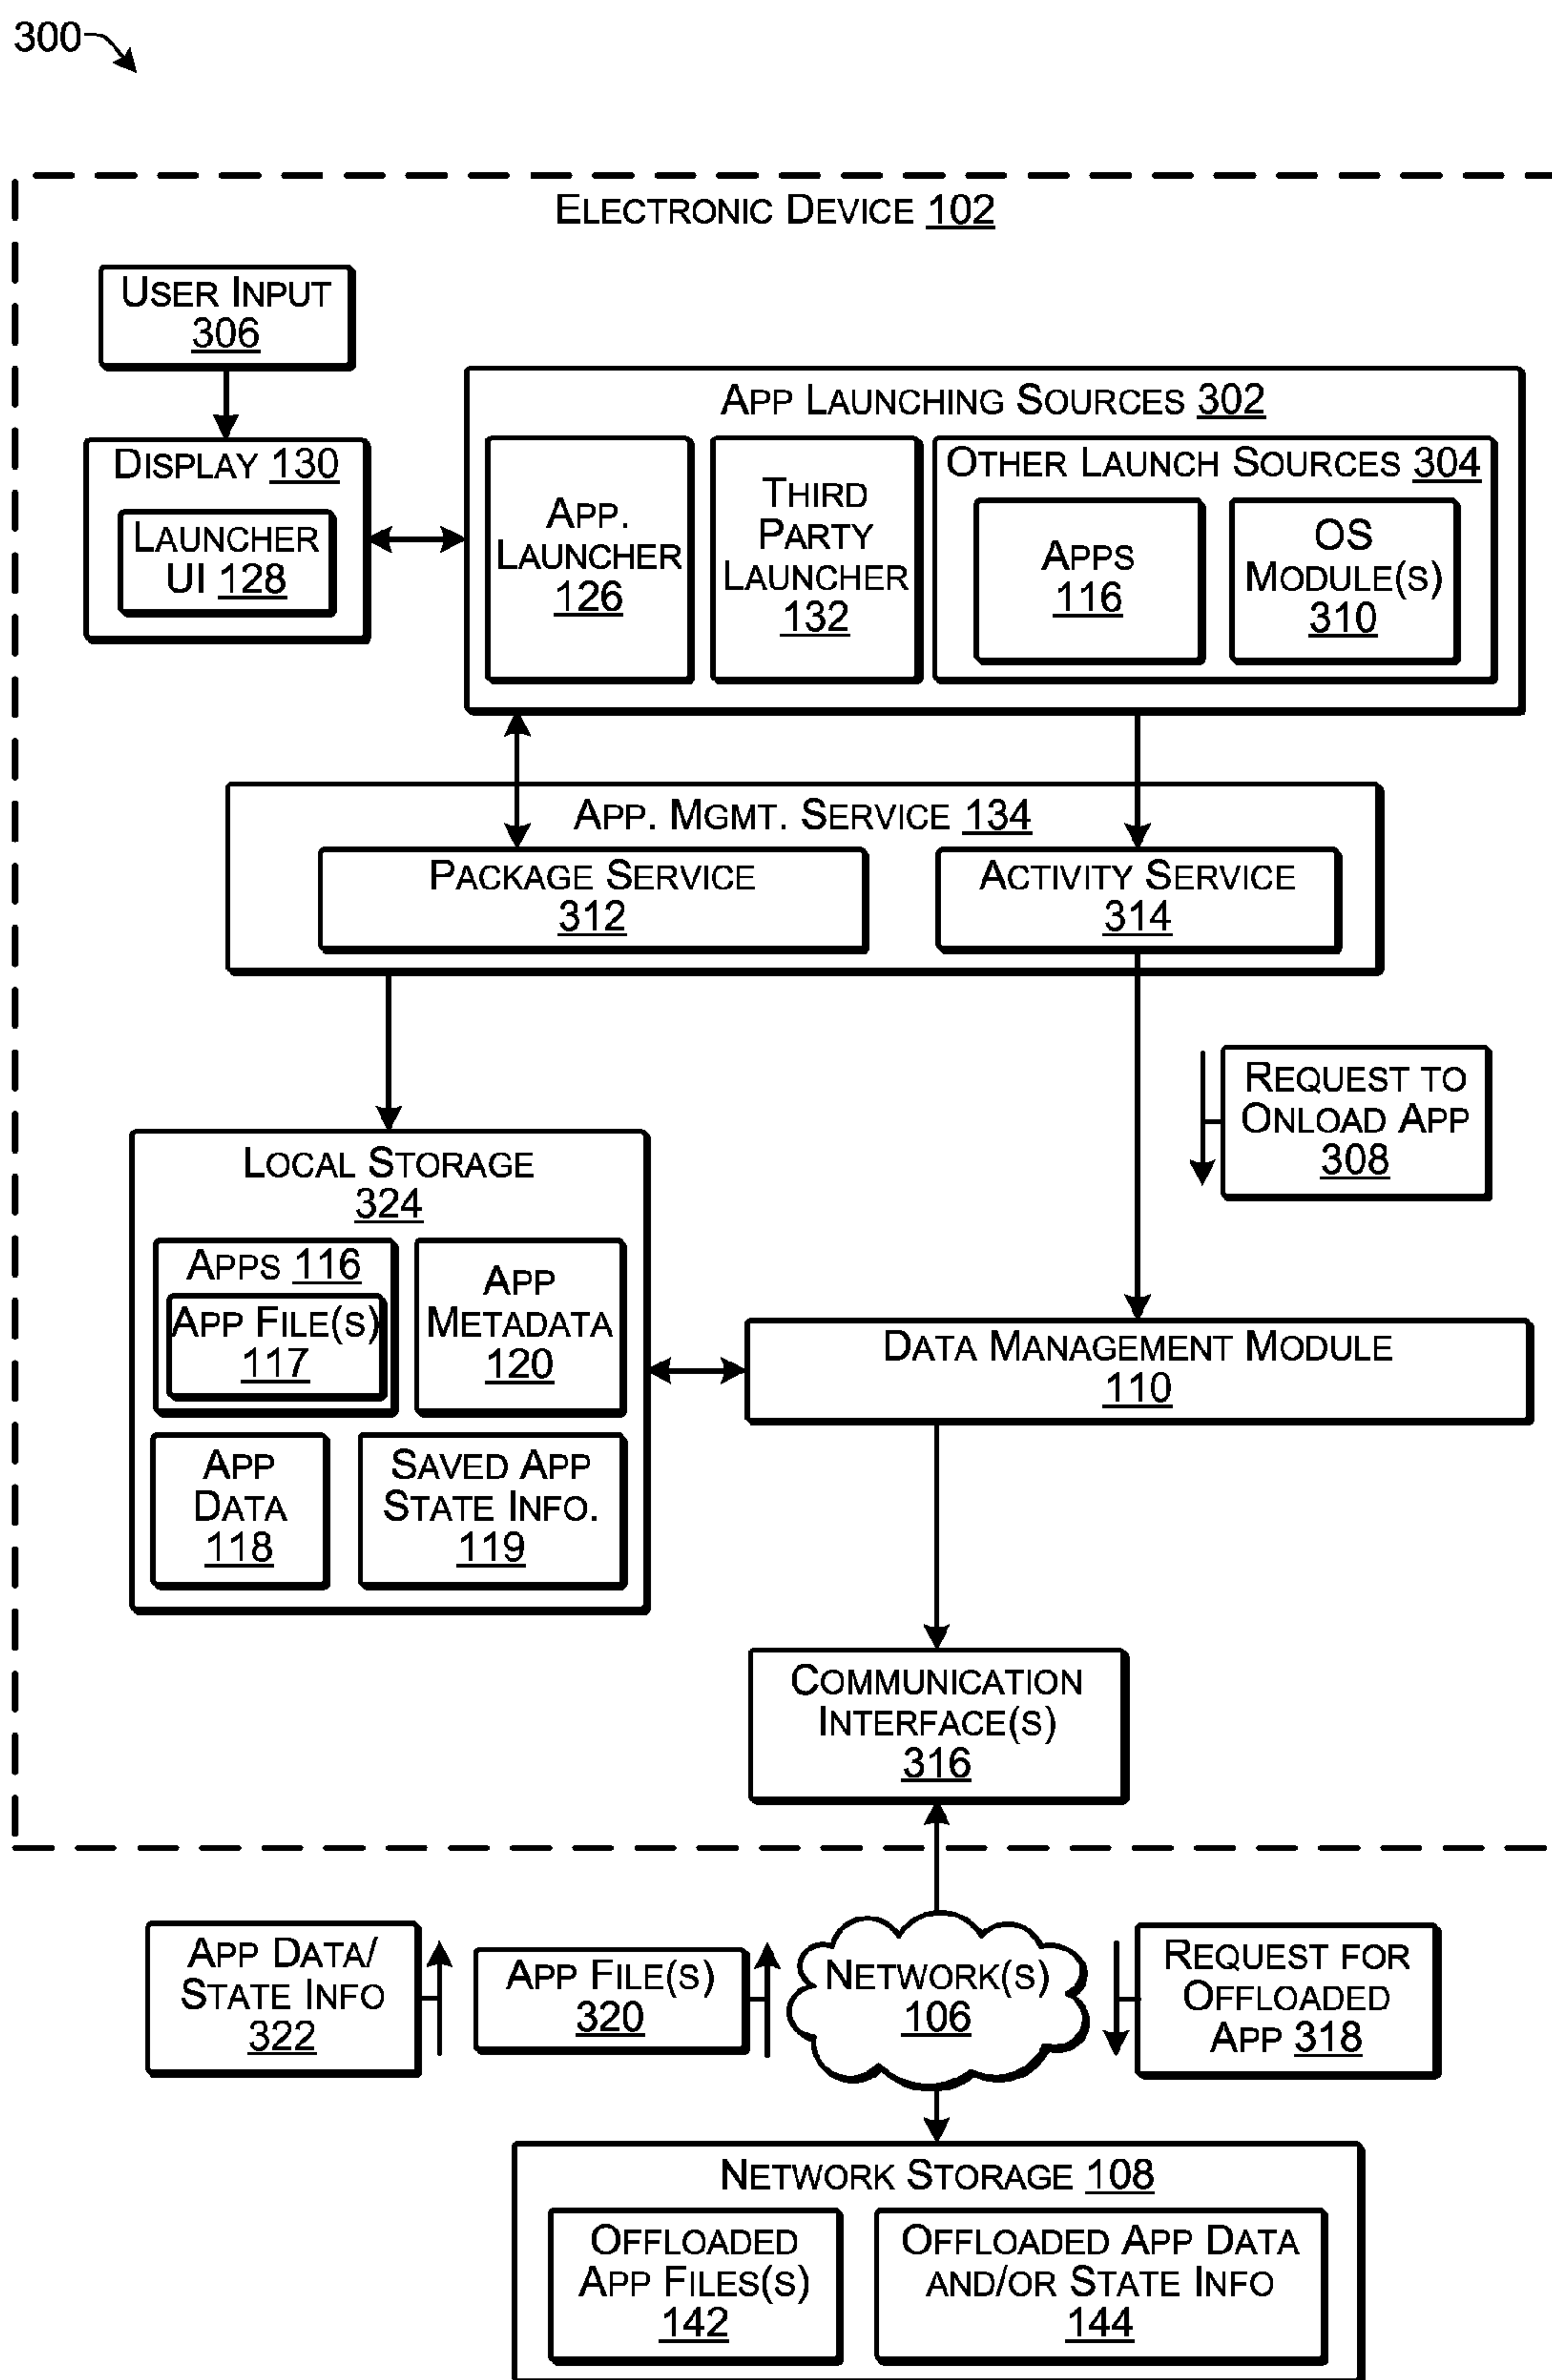 300
ELECTRONIC DEVICE 102
USER INPUT
306
DISPLAY 130
LAUNCHER
UI 128
APP LAUNCHING SOURCES 302
APP.
LAUNCHER
126
THIRD
PARTY
LAUNCHER
132
OTHER LAUNCH SOURCES 304
APPS
116
OS
MODULE(S)
310
APP. MGMT. SERVICE 134
PACKAGE SERVICE
312
ACTIVITY SERVICE
314
REQUEST TO
ONLOAD APP
308
LOCAL STORAGE
324
APPS 116
APP FILE(S)
117
APP
METADATA
120
APP
DATA
118
SAVED APP
STATE INFO.
119
DATA MANAGEMENT MODULE
110
COMMUNICATION
INTERFACE(S)
316
APP DATA/
STATE INFO
322
APP FILE(S)
320
NETWORK(S)
106
REQUEST FOR
OFFLOADED
APP 318
NETWORK STORAGE 108
OFFLOADED
APP FILES(S)
142
OFFLOADED APP DATA
AND/OR STATE INFO
144